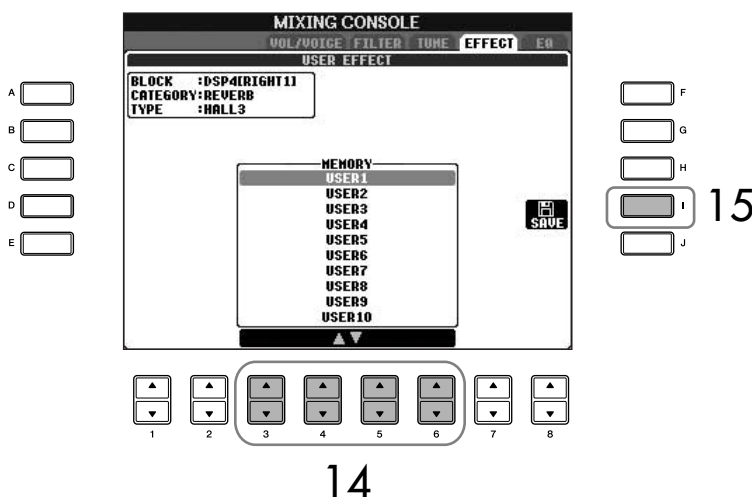 MIXING CONSOLE
VOL/VOICE FILTER TUNE EFFECT EQ
USER EFFECT
BLOCK :DSP4[RIGHT1]
CATEGORY:REVERB
TYPE :HALL3
A
B
C
D
E
MEMORY
USER1
USER2
USER3
USER4
USER5
USER6
USER7
USER8
USER9
USER10
SAVE
F
G
H
I
J
15
1 2 3 4 5 6 7 8
14